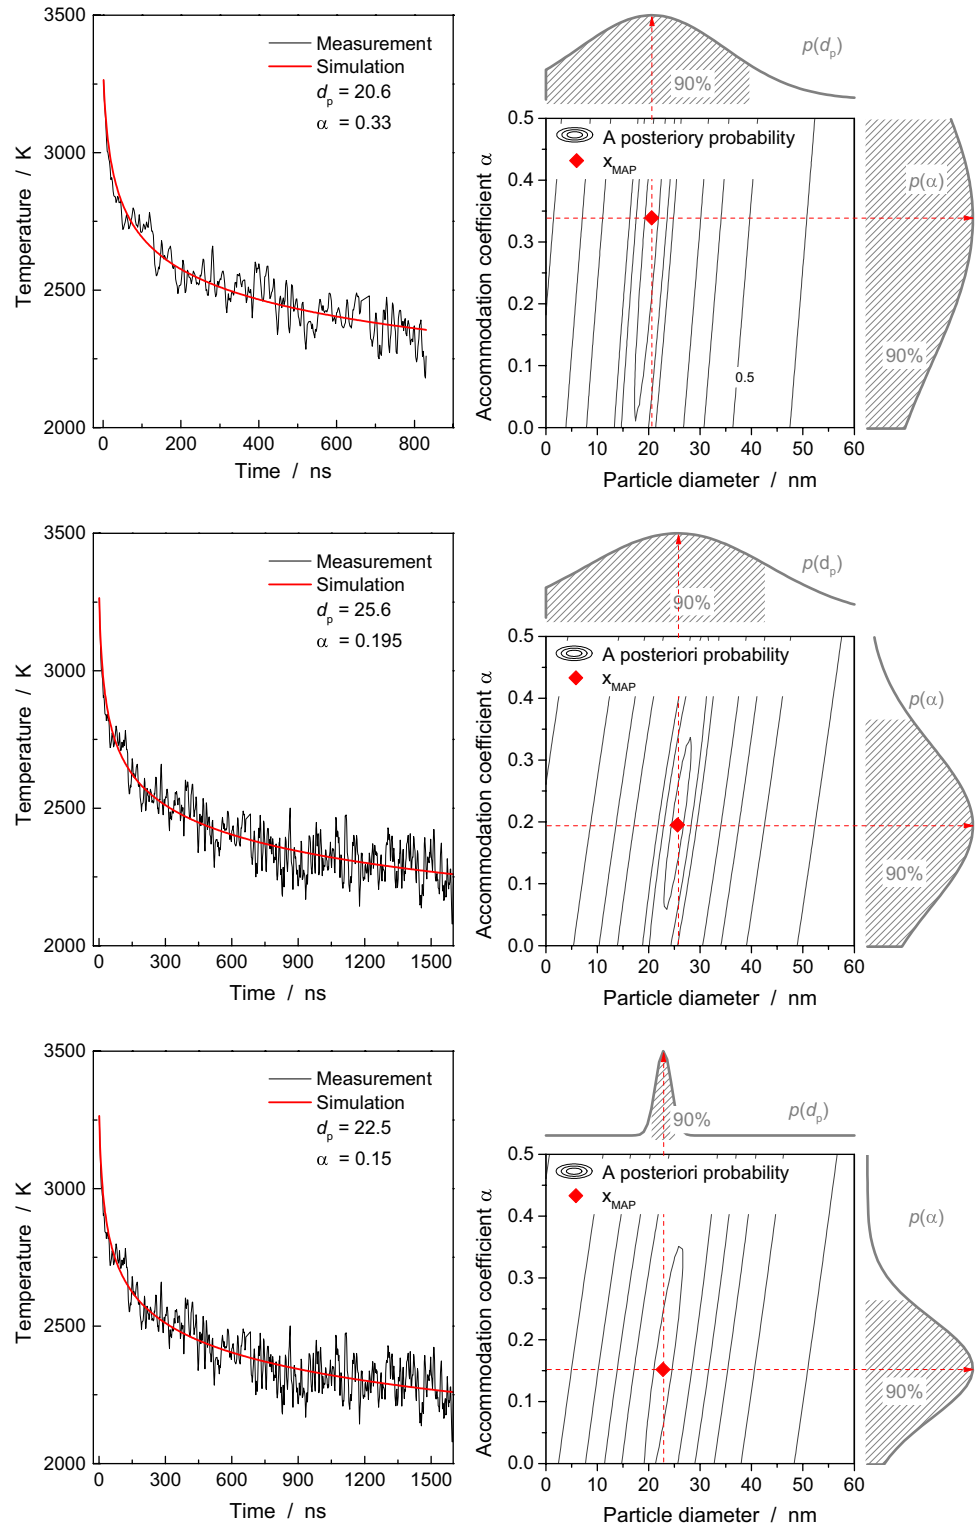 3500
3250
3000
2750
2500
2250
2000
Temperature / K
Measurement
Simulation
d_p = 20.6
α = 0.33
0 200 400 600 800
Time / ns
p(d_p)
90%
0.5
0.4
0.3
0.2
0.1
0.0
Accommodation coefficient α
A posteriory probability
x_MAP
0.5
0 10 20 30 40 50 60
Particle diameter / nm
p(α)
90%
3500
3000
2500
2000
Temperature / K
Measurement
Simulation
d_p = 25.6
α = 0.195
0 300 600 900 1200 1500
Time / ns
p(d_p)
90%
0.5
0.4
0.3
0.2
0.1
0.0
Accommodation coefficient α
A posteriori probability
x_MAP
0 10 20 30 40 50 60
Particle diameter / nm
p(α)
90%
3500
3000
2500
2000
Temperature / K
Measurement
Simulation
d_p = 22.5
α = 0.15
0 300 600 900 1200 1500
Time / ns
p(d_p)
90%
0.5
0.4
0.3
0.2
0.1
0.0
Accommodation coefficient α
A posteriori probability
x_MAP
0 10 20 30 40 50 60
Particle diameter / nm
p(α)
90%